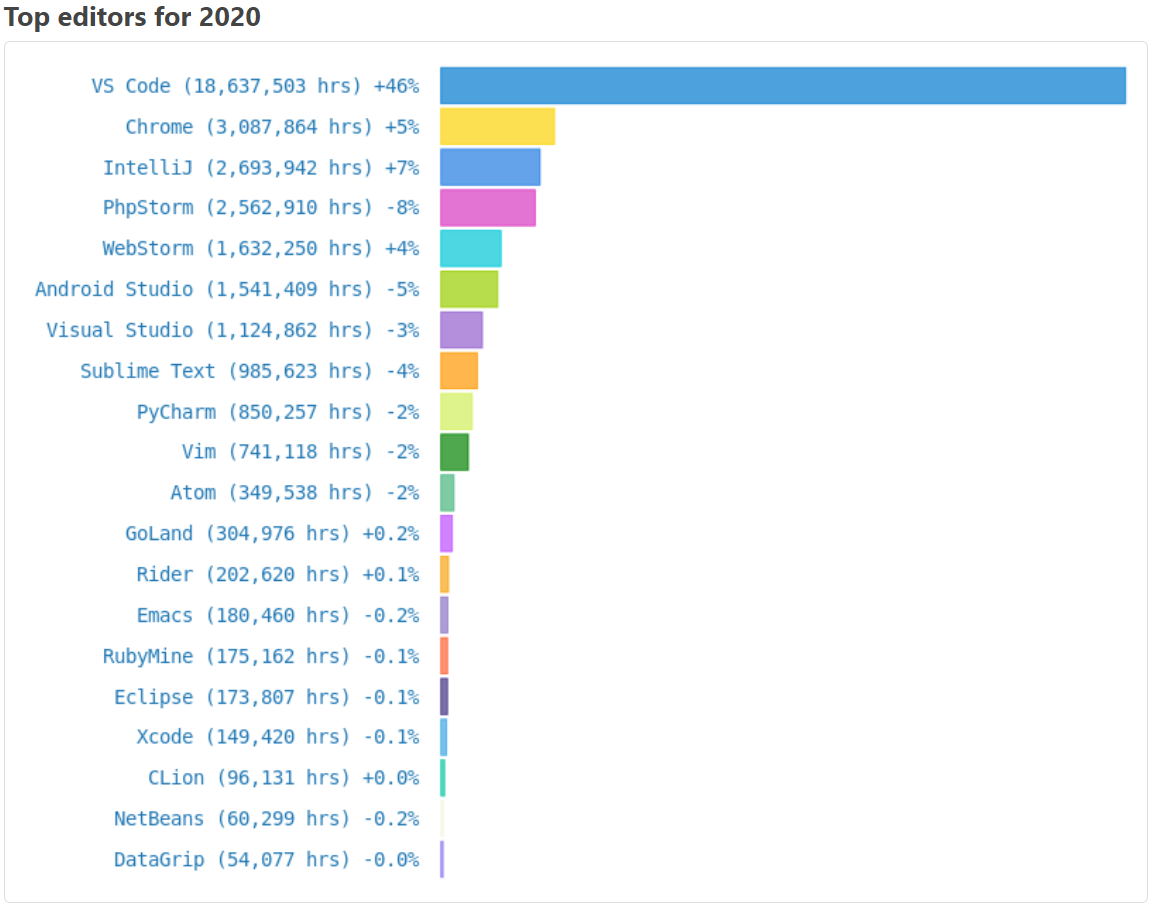 Top editors for 2020
VS Code (18,637,503 hrs) +46%
Chrome (3,087,864 hrs) +5%
IntelliJ (2,693,942 hrs) +7%
PhpStorm (2,562,910 hrs) -8%
WebStorm (1,632,250 hrs) +4%
Android Studio (1,541,409 hrs) -5%
Visual Studio (1,124,862 hrs) -3%
Sublime Text (985,623 hrs) -4%
PyCharm (850,257 hrs) -2%
Vim (741,118 hrs) -2%
Atom (349,538 hrs) -2%
GoLand (304,976 hrs) +0.2%
Rider (202,620 hrs) +0.1%
Emacs (180,460 hrs) -0.2%
RubyMine (175,162 hrs) -0.1%
Eclipse (173,807 hrs) -0.1%
Xcode (149,420 hrs) -0.1%
CLion (96,131 hrs) +0.0%
NetBeans (60,299 hrs) -0.2%
DataGrip (54,077 hrs) -0.0%